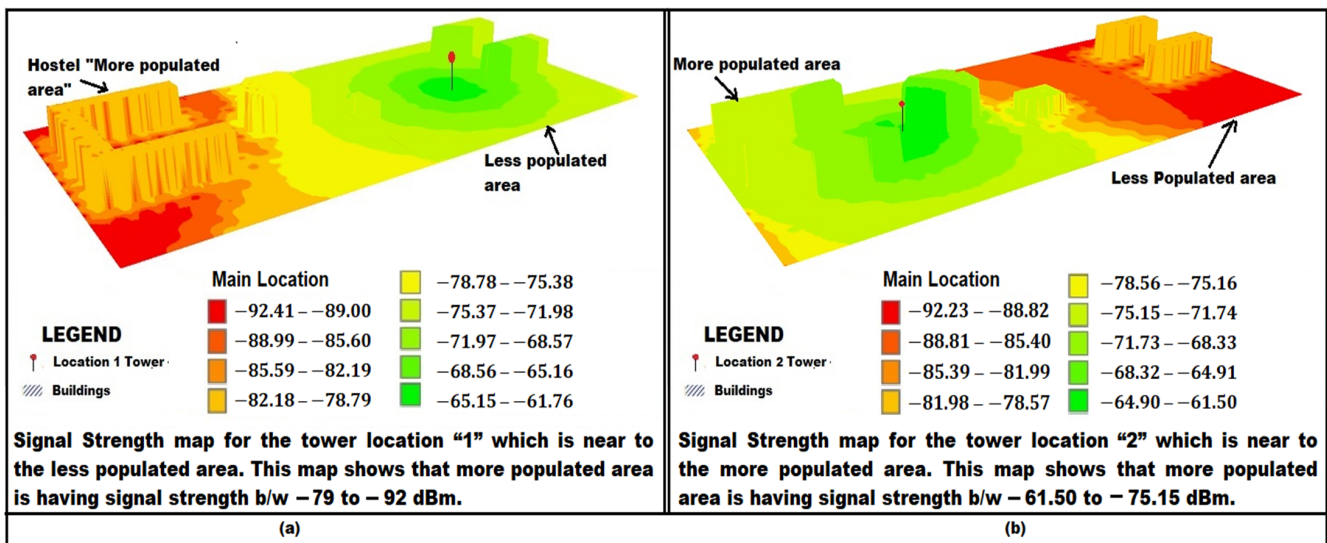 Hostel "More populated
area"
Less populated
area
Main Location
−92.41 – −89.00
−88.99 – −85.60
−85.59 – −82.19
−82.18 – −78.79
−78.78 – −75.38
−75.37 – −71.98
−71.97 – −68.57
−68.56 – −65.16
−65.15 – −61.76
LEGEND
Location 1 Tower
Buildings
Signal Strength map for the tower location “1” which is near to
the less populated area. This map shows that more populated area
is having signal strength b/w −79 to − 92 dBm.
(a)
More populated area
Less Populated area
Main Location
−92.23 – −88.82
−88.81 – −85.40
−85.39 – −81.99
−81.98 – −78.57
−78.56 – −75.16
−75.15 – −71.74
−71.73 – −68.33
−68.32 – −64.91
−64.90 – −61.50
LEGEND
Location 2 Tower
Buildings
Signal Strength map for the tower location “2” which is near to
the more populated area. This map shows that more populated
area is having signal strength b/w − 61.50 to − 75.15 dBm.
(b)